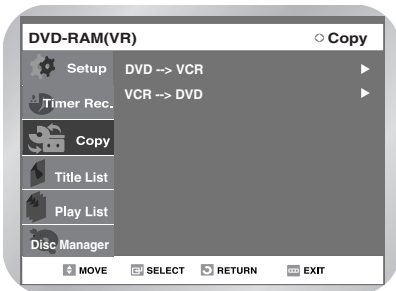 DVD-RAM(VR)
Copy
Setup
Timer Rec.
Copy
Title List
Play List
Disc Manager
DVD --> VCR
VCR --> DVD
MOVE SELECT RETURN EXIT